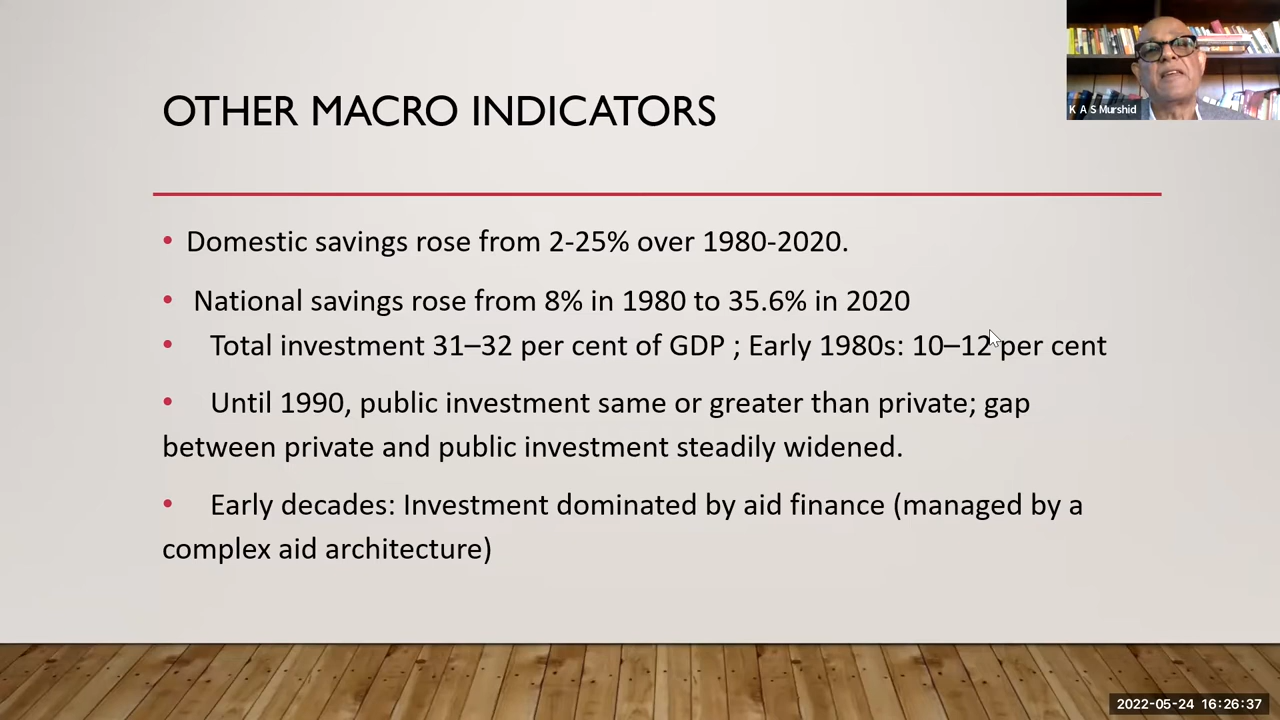 OTHER MACRO INDICATORS
K A S Murshid
• Domestic savings rose from 2-25% over 1980-2020.
• National savings rose from 8% in 1980 to 35.6% in 2020
• Total investment 31–32 per cent of GDP ; Early 1980s: 10–12 per cent
• Until 1990, public investment same or greater than private; gap
between private and public investment steadily widened.
• Early decades: Investment dominated by aid finance (managed by a
complex aid architecture)
2022-05-24 16:26:37